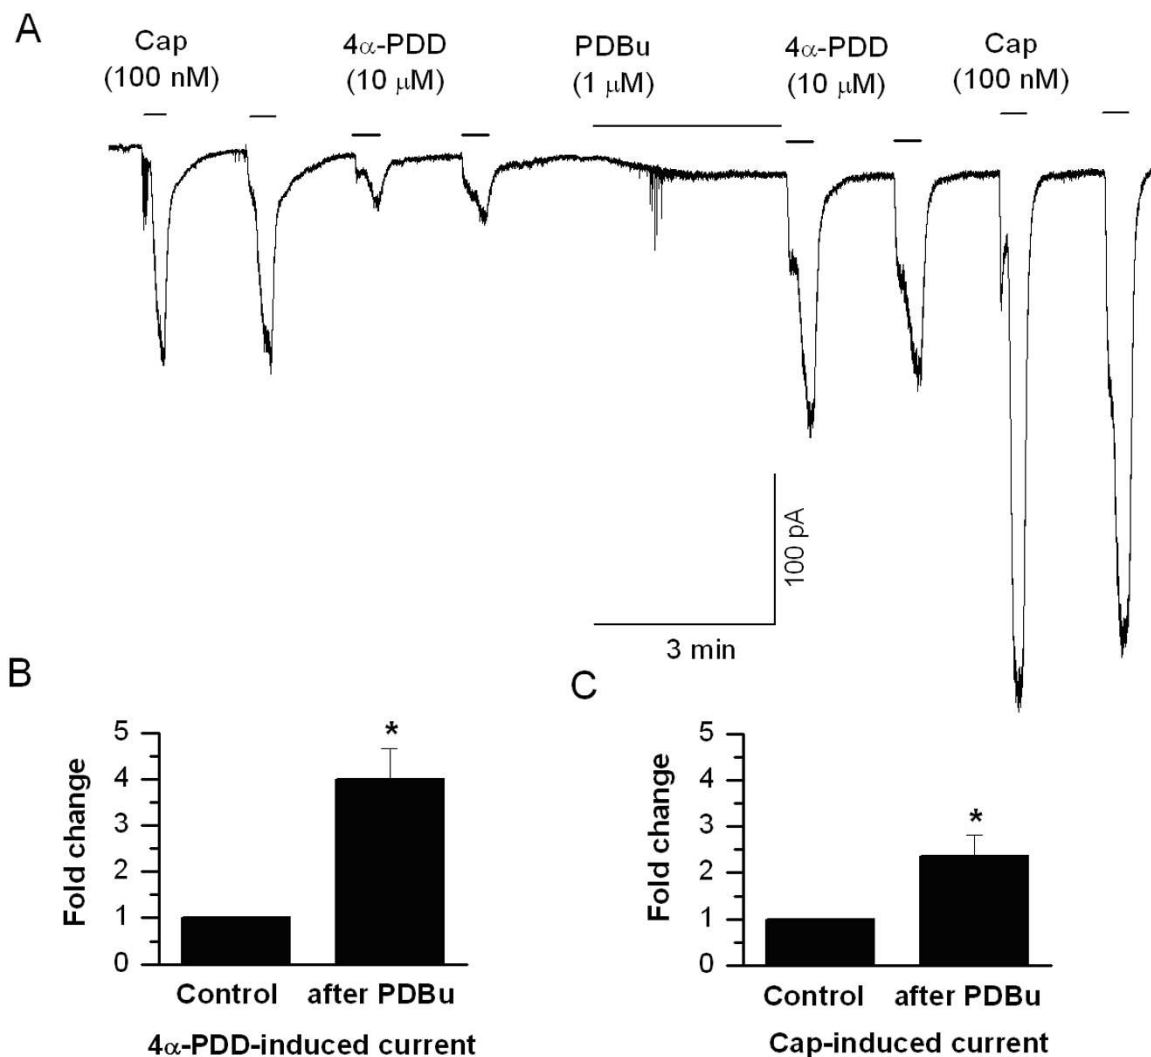 A
Cap
(100 nM)
4α-PDD
(10 μM)
PDBu
(1 μM)
4α-PDD
(10 μM)
Cap
(100 nM)
100 pA
3 min
B
Fold change
5
4
3
2
1
0
*
Control
after PDBu
4α-PDD-induced current
C
Fold change
5
4
3
2
1
0
*
Control
after PDBu
Cap-induced current